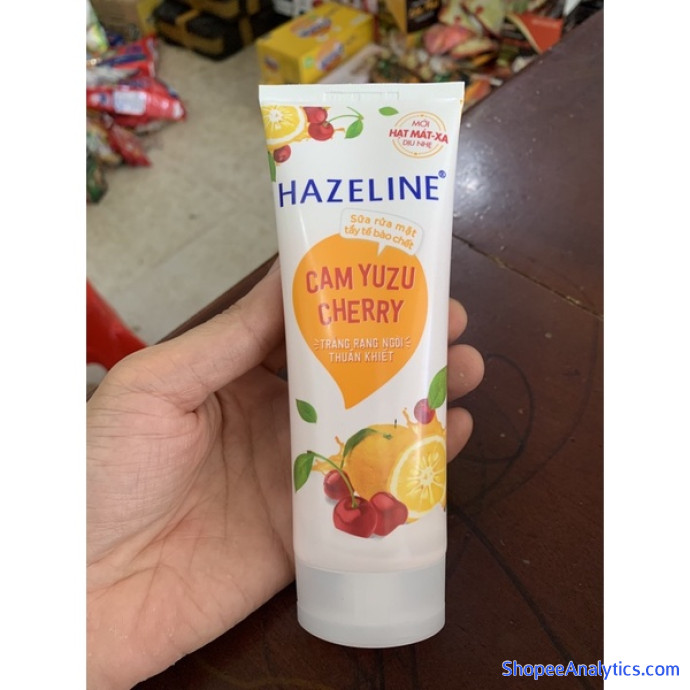 MỚI
HẠT MÁT-XA
DỊU NHẸ
HAZELINE®
Sữa rửa mặt
tẩy tế bào chết
CAM YUZU
CHERRY
TRẮNG RẠNG NGỜI
THUẦN KHIẾT
ShopeeAnalytics.com